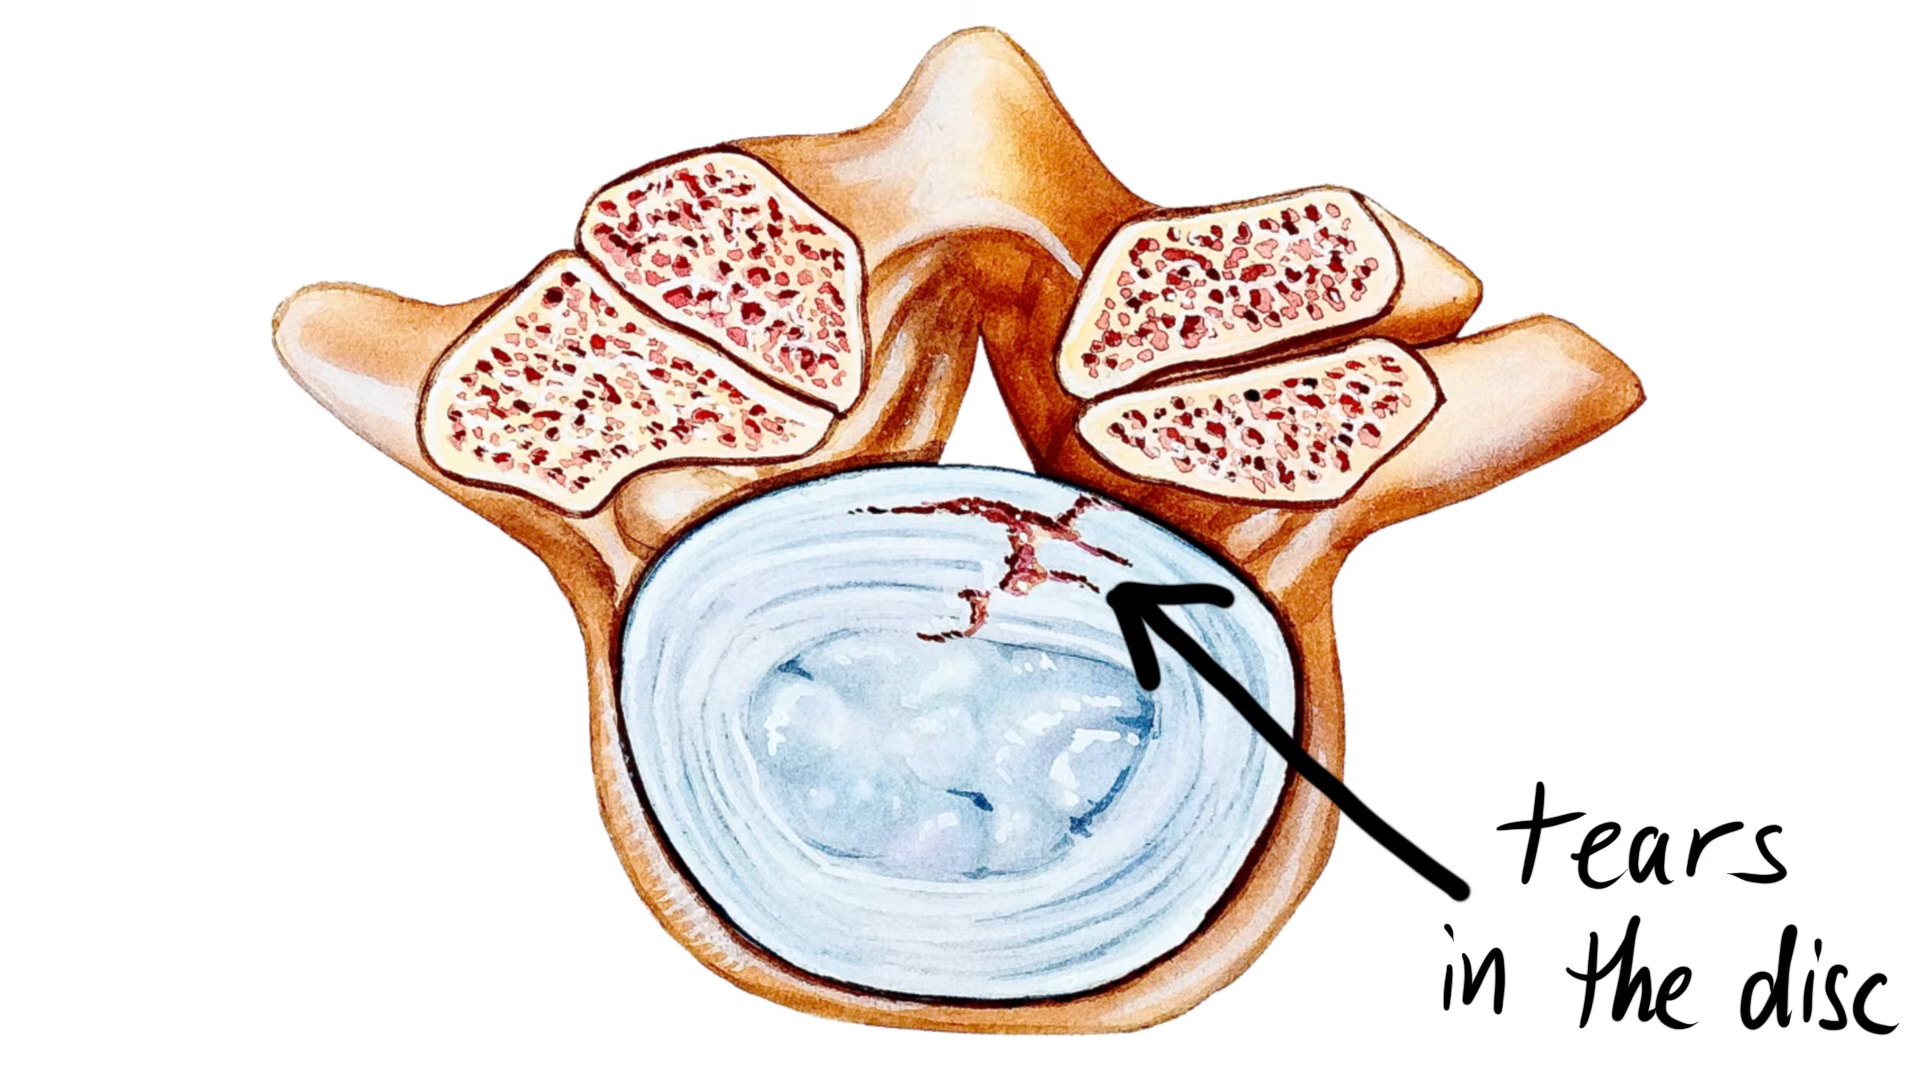 tears
in the disc